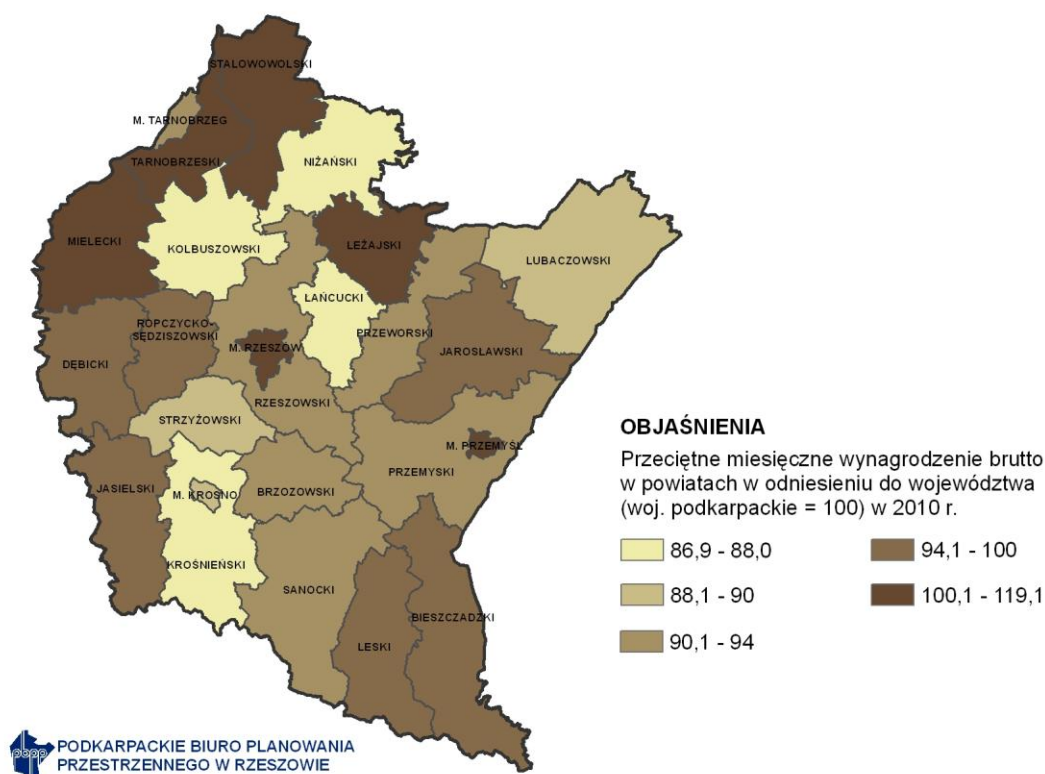 STALOWOWOLSKI
M. TARNOBRZEG
TARNOBRZESKI
NIŻAŃSKI
MIELECKI
KOLBUSZOWSKI
LEŻAJSKI
LUBACZOWSKI
ŁAŃCUCKI
ROPCZYCKO-
SĘDZISZOWSKI
PRZEWORSKI
M. RZESZÓW
JAROSŁAWSKI
DĘBICKI
RZESZOWSKI
STRZYŻOWSKI
M. PRZEMYŚL
PRZEMYSKI
JASIELSKI
M. KROSNO
BRZOZOWSKI
KROŚNIEŃSKI
SANOCKI
BIESZCZADZKI
LESKI
OBJAŚNIENIA
Przeciętne miesięczne wynagrodzenie brutto
w powiatach w odniesieniu do województwa
(woj. podkarpackie = 100) w 2010 r.
86,9 - 88,0
94,1 - 100
88,1 - 90
100,1 - 119,1
90,1 - 94
pbpp
PODKARPACKIE BIURO PLANOWANIA
PRZESTRZENNEGO W RZESZOWIE